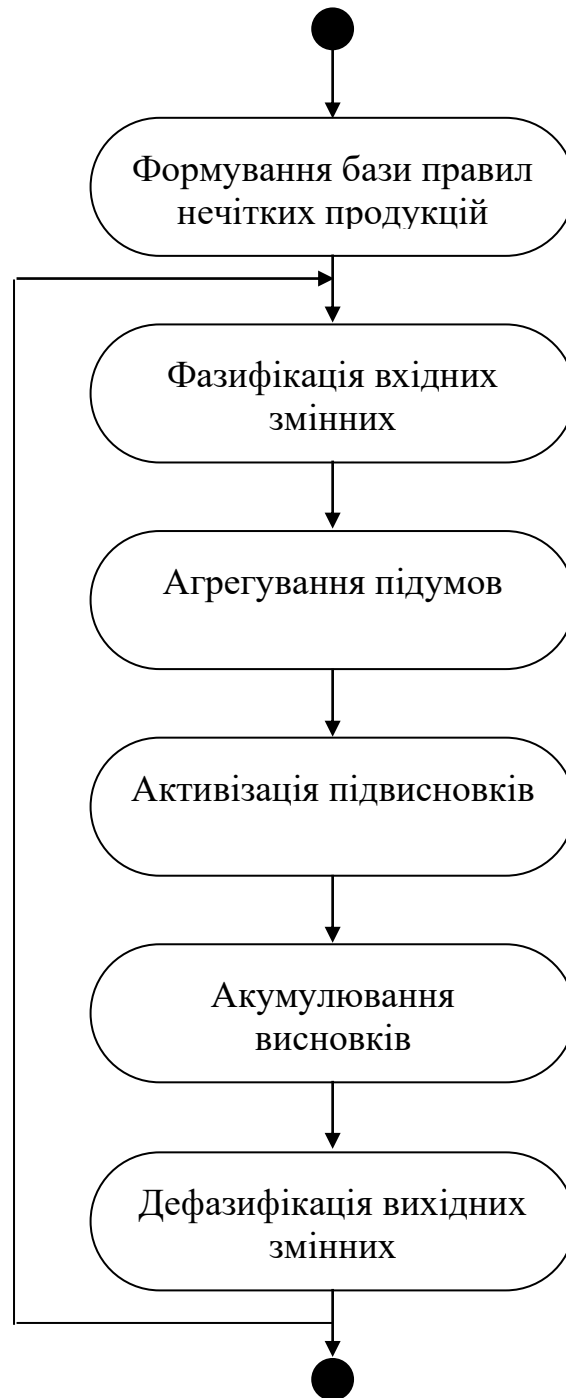 Формування бази правил
нечітких продукцій
Фазифікація вхідних
змінних
Агрегування підумов
Активізація підвисновків
Акумулювання
висновків
Дефазифікація вихідних
змінних